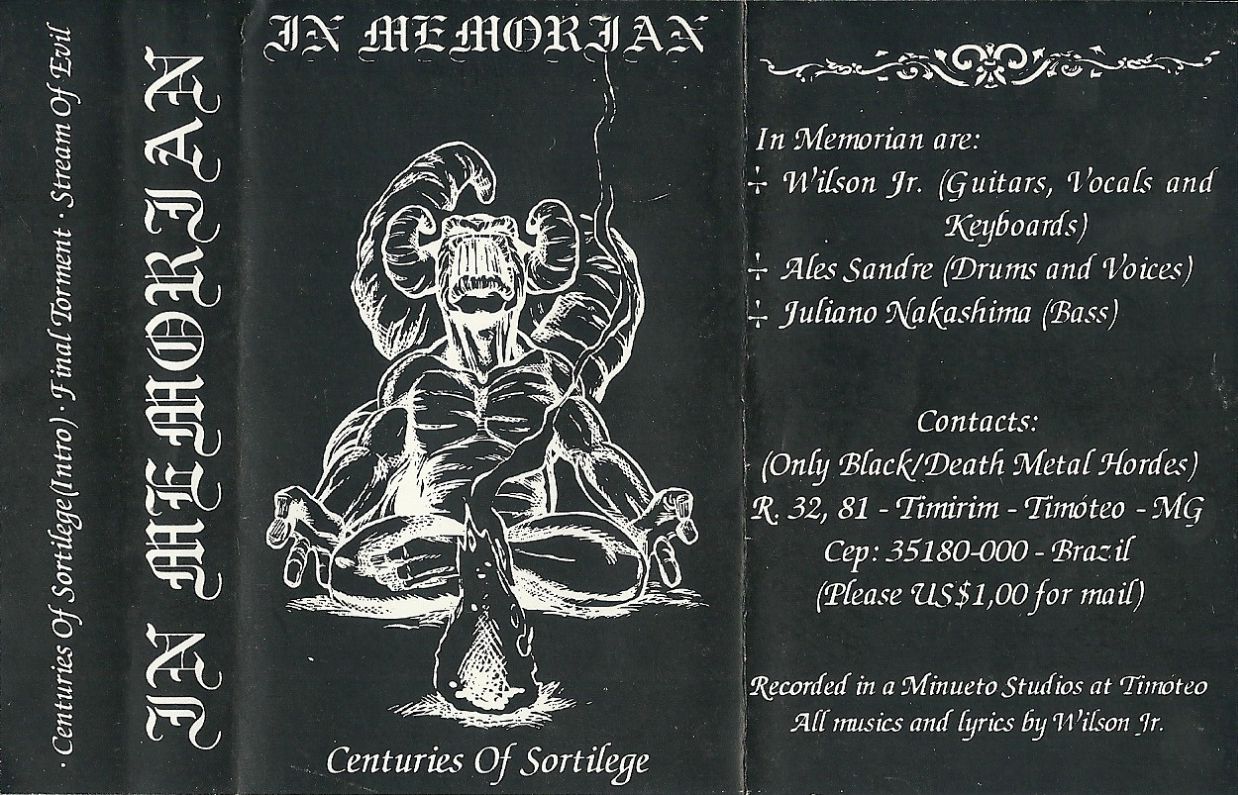 · Centuries Of Sortilege(Intro) · Final Torment · Stream Of Evil
IN MEMORIAN
IN MEMORIAN
Centuries Of Sortilege
In Memorian are:
Wilson Jr. (Guitars, Vocals and
Keyboards)
Ales Sandre (Drums and Voices)
Juliano Nakashima (Bass)
Contacts:
(Only Black/Death Metal Hordes)
R. 32, 81 - Timirim - Timóteo - MG
Cep: 35180-000 - Brazil
(Please US$1,00 for mail)
Recorded in a Minueto Studios at Timoteo
All musics and lyrics by Wilson Jr.